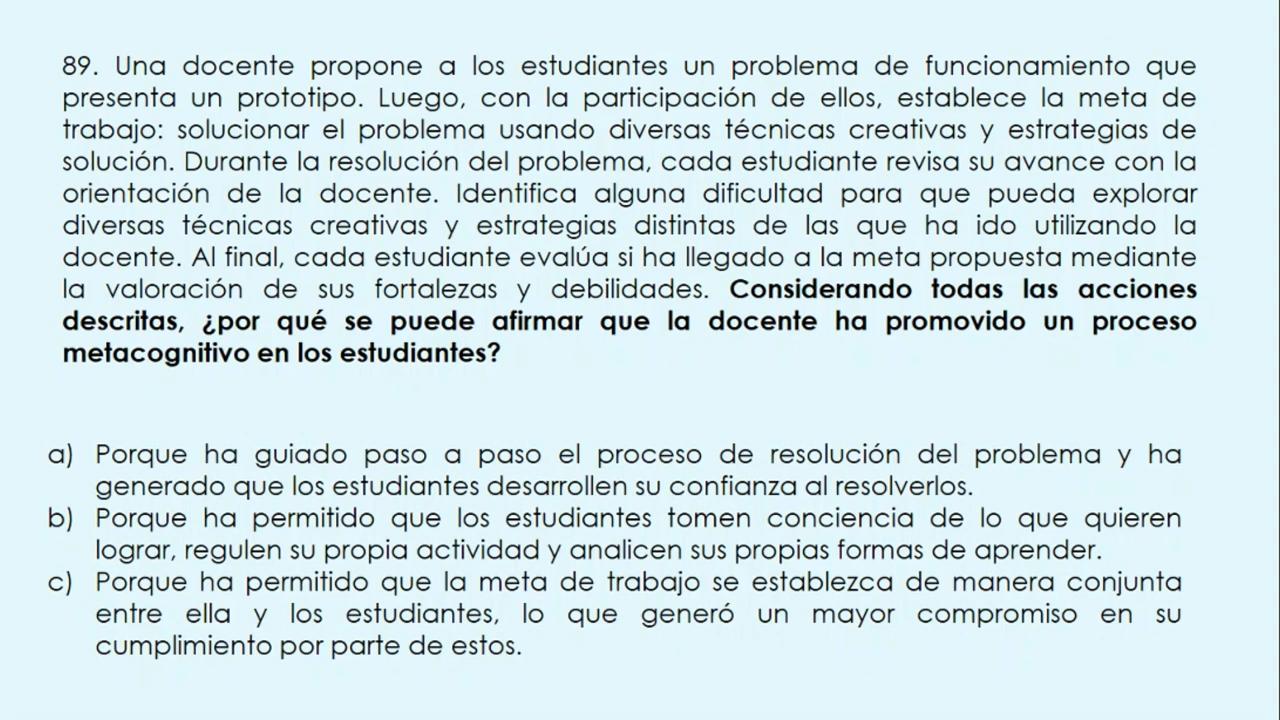 89. Una docente propone a los estudiantes un problema de funcionamiento que
presenta un prototipo. Luego, con la participación de ellos, establece la meta de
trabajo: solucionar el problema usando diversas técnicas creativas y estrategias de
solución. Durante la resolución del problema, cada estudiante revisa su avance con la
orientación de la docente. Identifica alguna dificultad para que pueda explorar
diversas técnicas creativas y estrategias distintas de las que ha ido utilizando la
docente. Al final, cada estudiante evalúa si ha llegado a la meta propuesta mediante
la valoración de sus fortalezas y debilidades. Considerando todas las acciones
descritas, ¿por qué se puede afirmar que la docente ha promovido un proceso
metacognitivo en los estudiantes?
a) Porque ha guiado paso a paso el proceso de resolución del problema y ha
generado que los estudiantes desarrollen su confianza al resolverlos.
b) Porque ha permitido que los estudiantes tomen conciencia de lo que quieren
lograr, regulen su propia actividad y analicen sus propias formas de aprender.
c) Porque ha permitido que la meta de trabajo se establezca de manera conjunta
entre ella y los estudiantes, lo que generó un mayor compromiso en su
cumplimiento por parte de estos.